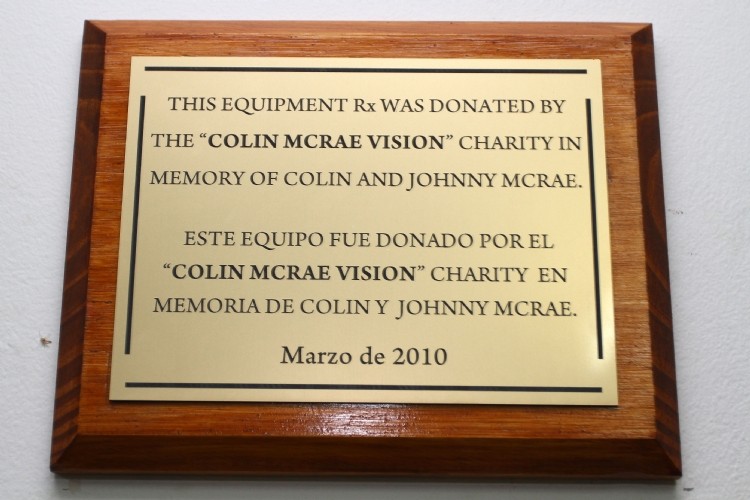 THIS EQUIPMENT Rx WAS DONATED BY
THE “COLIN MCRAE VISION” CHARITY IN
MEMORY OF COLIN AND JOHNNY MCRAE.
ESTE EQUIPO FUE DONADO POR EL
“COLIN MCRAE VISION” CHARITY EN
MEMORIA DE COLIN Y JOHNNY MCRAE.
Marzo de 2010